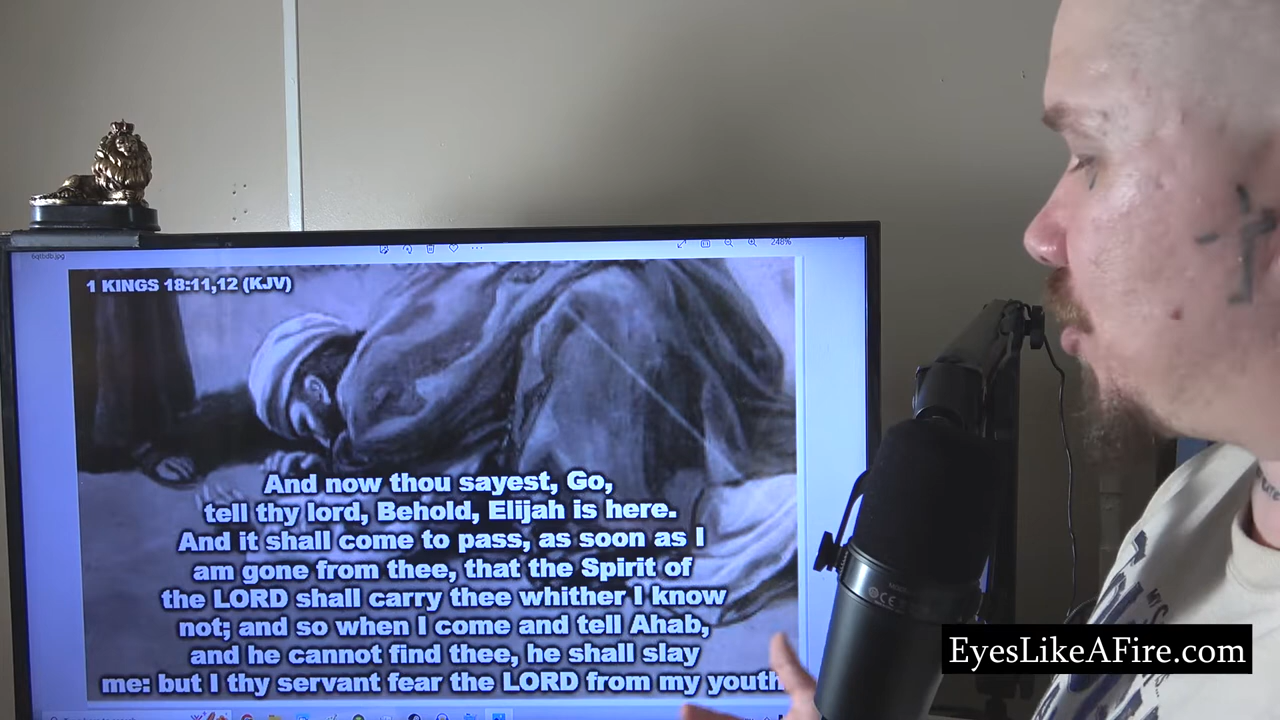 6qtbdb.jpg
248%
1 KINGS 18:11,12 (KJV)
And now thou sayest, Go,
tell thy lord, Behold, Elijah is here.
And it shall come to pass, as soon as I
am gone from thee, that the Spirit of
the LORD shall carry thee whither I know
not; and so when I come and tell Ahab,
and he cannot find thee, he shall slay
me: but I thy servant fear the LORD from my youth
EyesLikeAFire.com